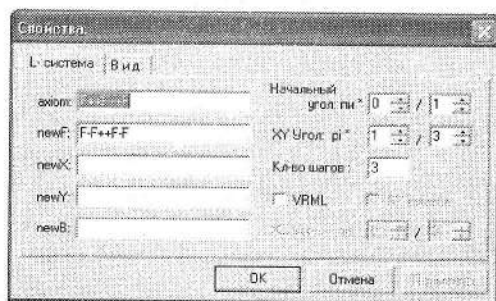 Свойства
L- система Вид
axiom:
newF: F-F++F-F
newX:
newY:
newB:
Начальный
угол: пи * 0 / 1
XY Угол: pi * 1 / 3
Кл-во шагов: 3
VRML
/
OK Отмена